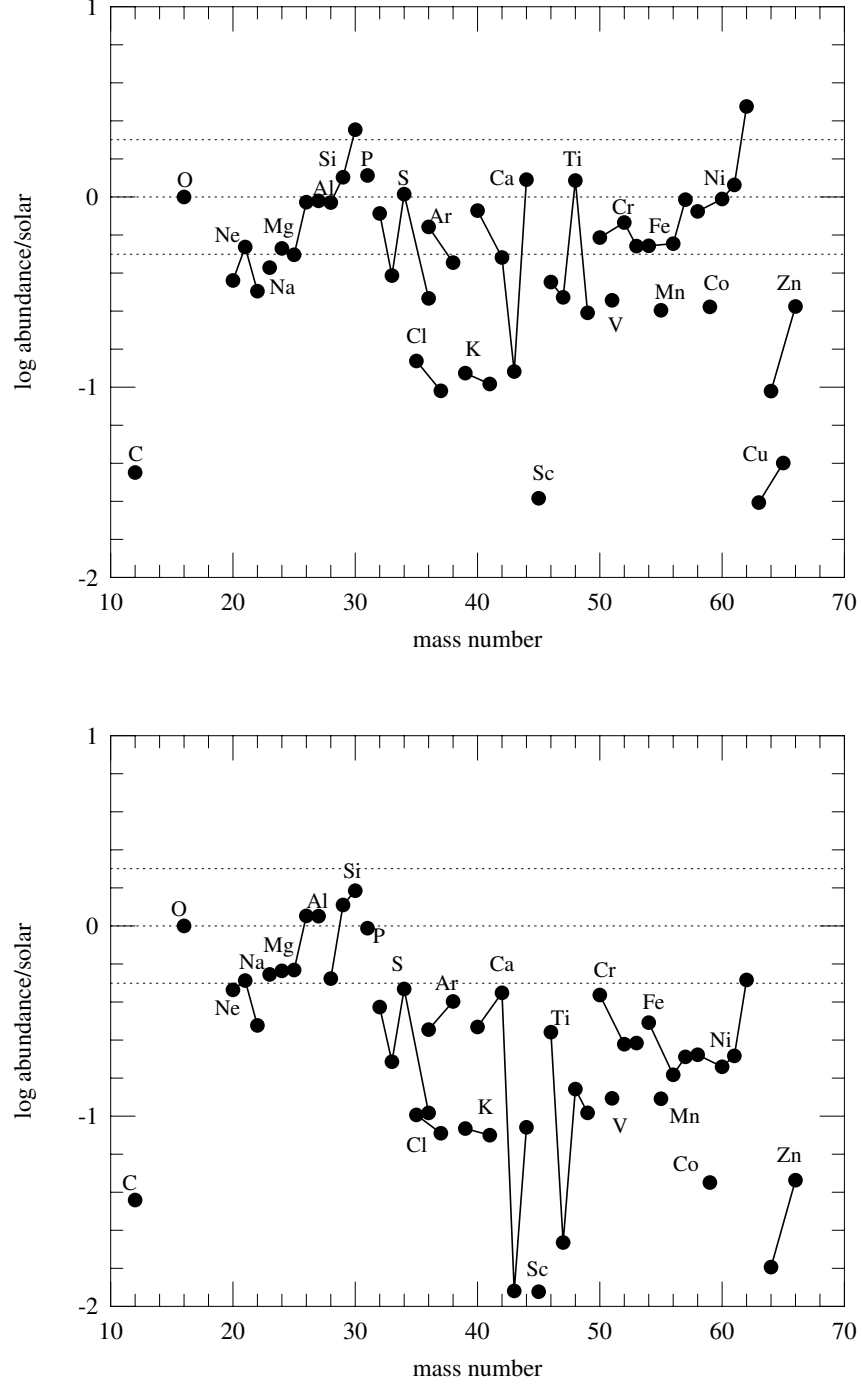 1
0
-1
-2
log abundance/solar
C
O
Ne
Na
Mg
Al
Si
P
S
Cl
Ar
K
Ca
Sc
Ti
V
Cr
Mn
Fe
Co
Ni
Cu
Zn
10 20 30 40 50 60 70
mass number
1
0
-1
-2
log abundance/solar
C
O
Ne
Na
Mg
Al
Si
P
S
Cl
Ar
K
Ca
Sc
Ti
V
Cr
Fe
Mn
Co
Ni
Zn
10 20 30 40 50 60 70
mass number